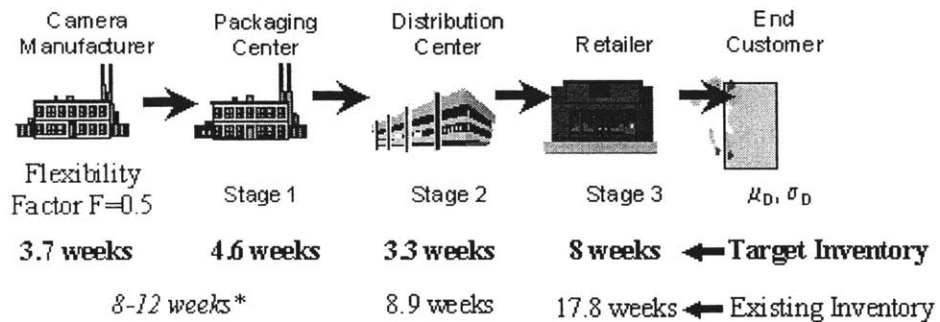 Camera Manufacturer
Packaging Center
Distribution Center
Retailer
End Customer
Flexibility Factor F=0.5
Stage 1
Stage 2
Stage 3
μD, σD
3.7 weeks 4.6 weeks 3.3 weeks 8 weeks Target Inventory
8-12 weeks* 8.9 weeks 17.8 weeks Existing Inventory